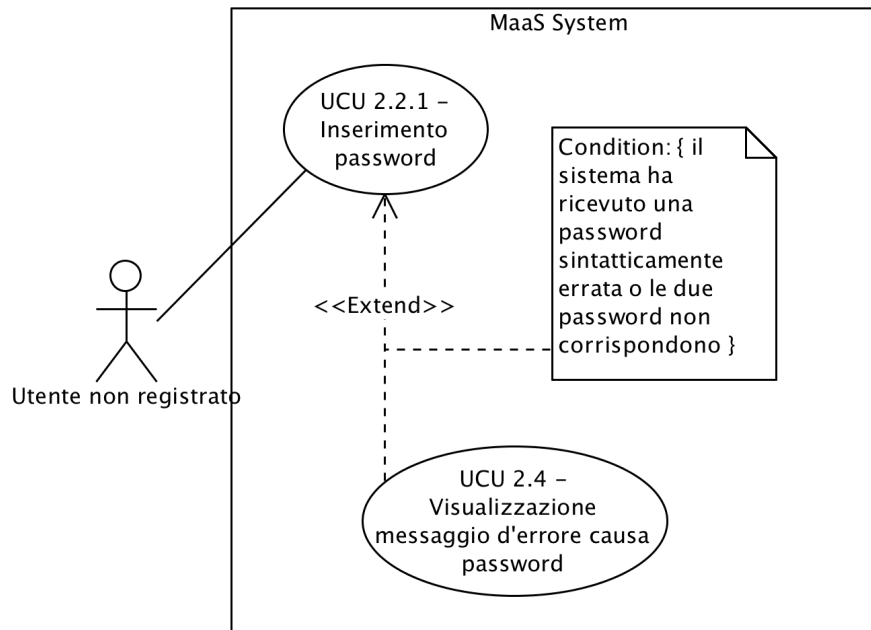 MaaS System
UCU 2.2.1 –
Inserimento
password
Condition: { il
sistema ha
ricevuto una
password
sintatticamente
errata o le due
password non
corrispondono }
<<Extend>>
Utente non registrato
UCU 2.4 –
Visualizzazione
messaggio d'errore causa
password